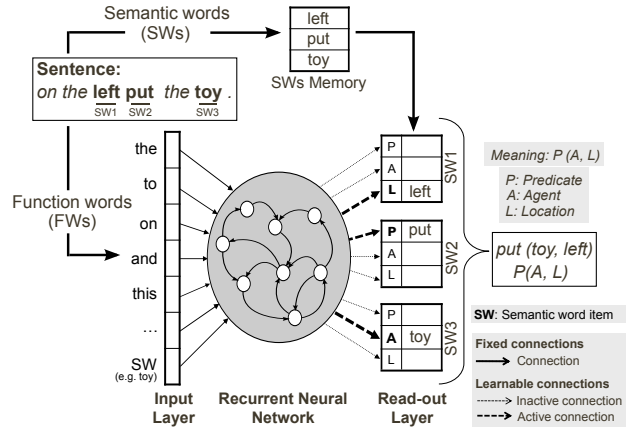 Semantic words
(SWs)
left
put
toy
SWs Memory
Sentence:
on the left put the toy .
SW1 SW2 SW3
Function words
(FWs)
the
to
on
and
this
...
SW
(e.g. toy)
Input
Layer
Recurrent Neural
Network
P
A
L left
SW1
P put
A
L
SW2
P
A toy
L
SW3
Read-out
Layer
Meaning: P (A, L)
P: Predicate
A: Agent
L: Location
put (toy, left)
P(A, L)
SW: Semantic word item
Fixed connections
Connection
Learnable connections
Inactive connection
Active connection